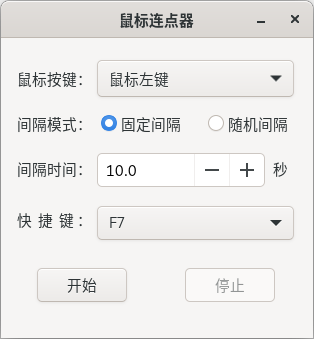 鼠标连点器
鼠标按键： 鼠标左键
间隔模式： 固定间隔 随机间隔
间隔时间： 10.0 秒
快 捷 键 ： F7
开始 停止